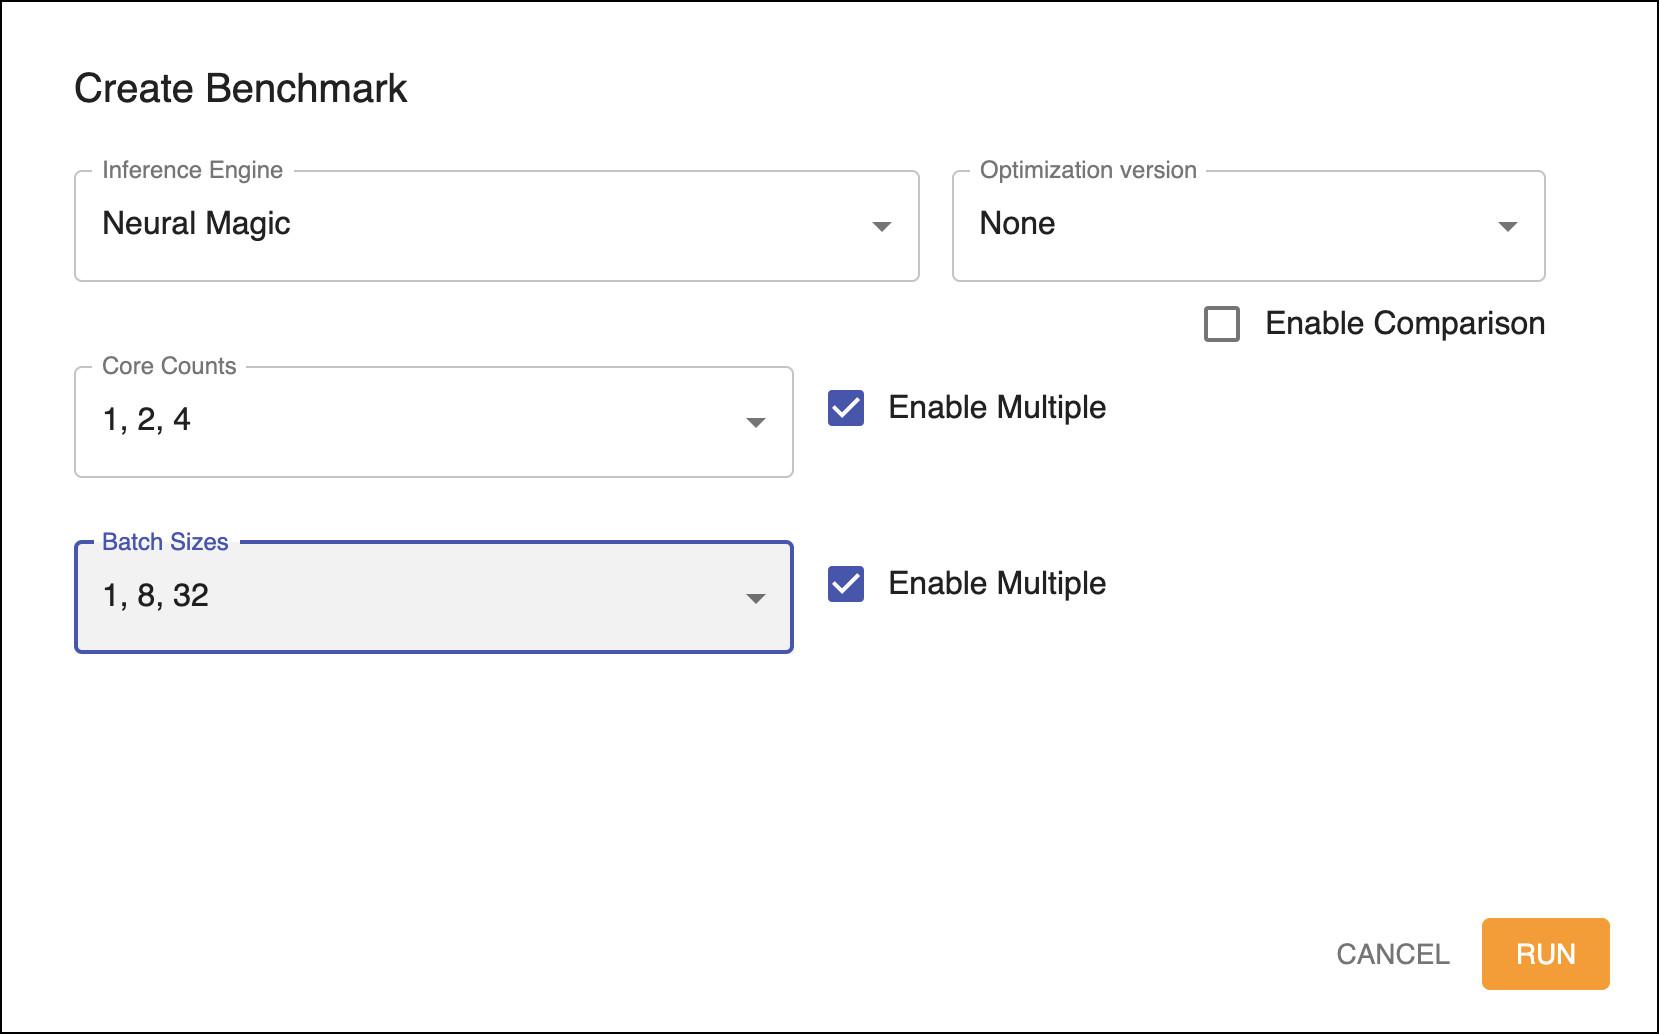 Create Benchmark
Inference Engine
Neural Magic
Optimization version
None
Enable Comparison
Core Counts
1, 2, 4
Enable Multiple
Batch Sizes
1, 8, 32
Enable Multiple
CANCEL
RUN